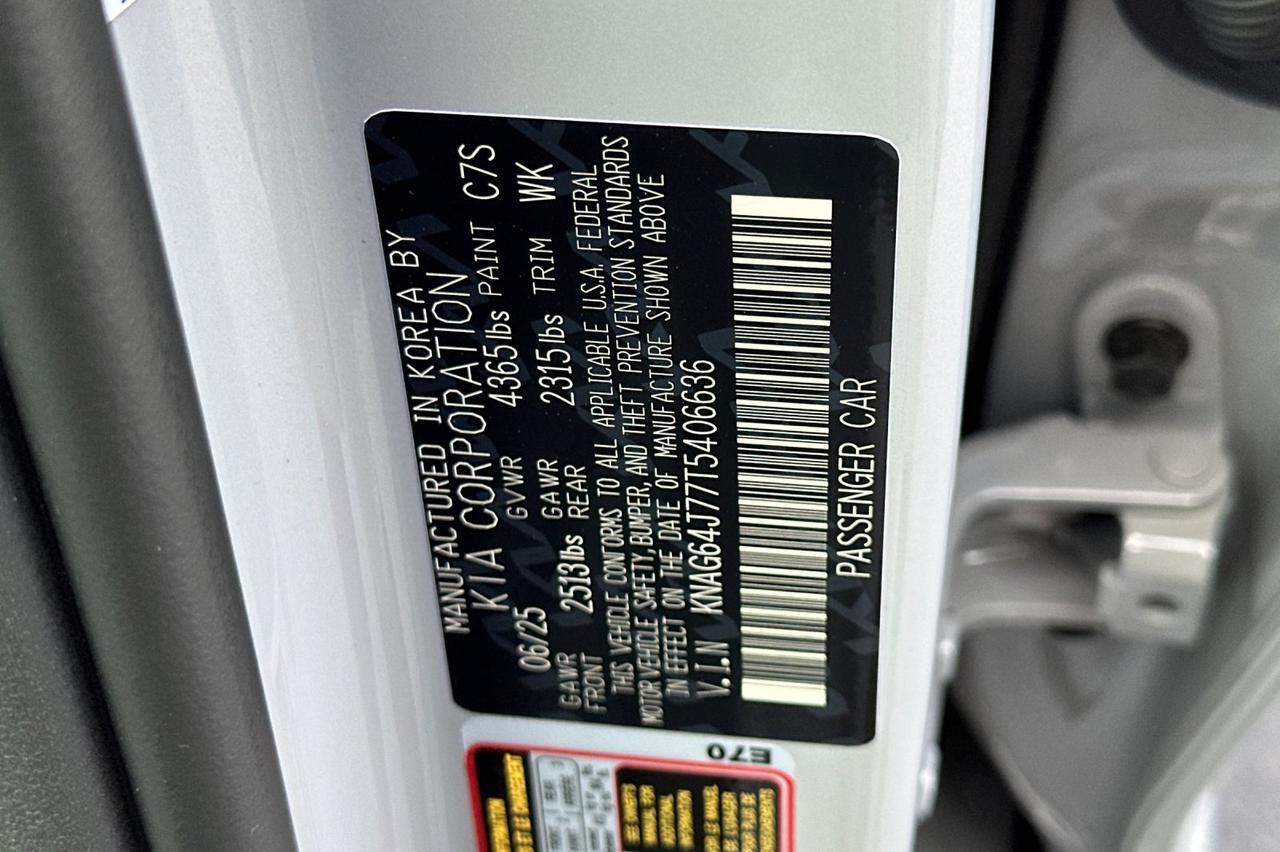 MANUFACTURED IN KOREA BY
KIA CORPORATION
06/25 GVWR 4365lbs PAINT C7S
GAWR FRONT 2513lbs GAWR REAR 2315lbs TRIM WK
THIS VEHICLE CONFORMS TO ALL APPLICABLE U.S.A. FEDERAL
MOTOR VEHICLE SAFETY, BUMPER, AND THEFT PREVENTION STANDARDS
IN EFFECT ON THE DATE OF MANUFACTURE SHOWN ABOVE
V.I.N KNAG64J77T5406636
PASSENGER CAR
E70